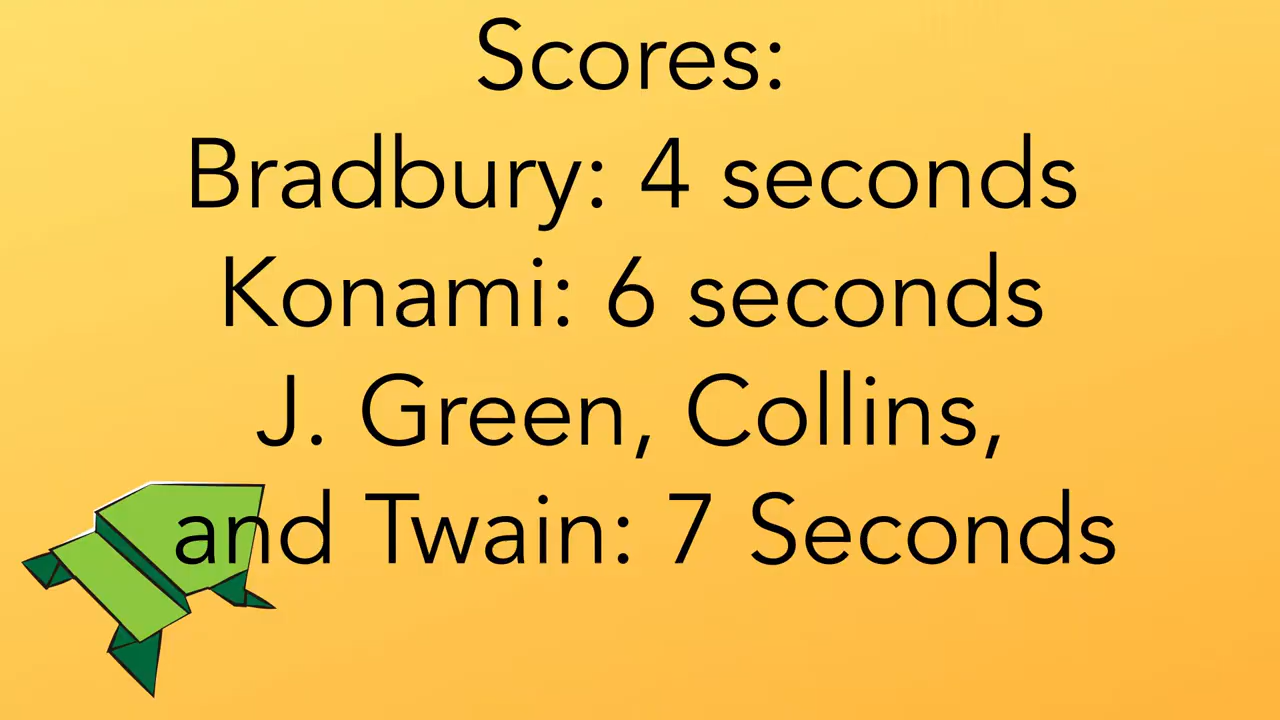 Scores:
Bradbury: 4 seconds
Konami: 6 seconds
J. Green, Collins,
and Twain: 7 Seconds